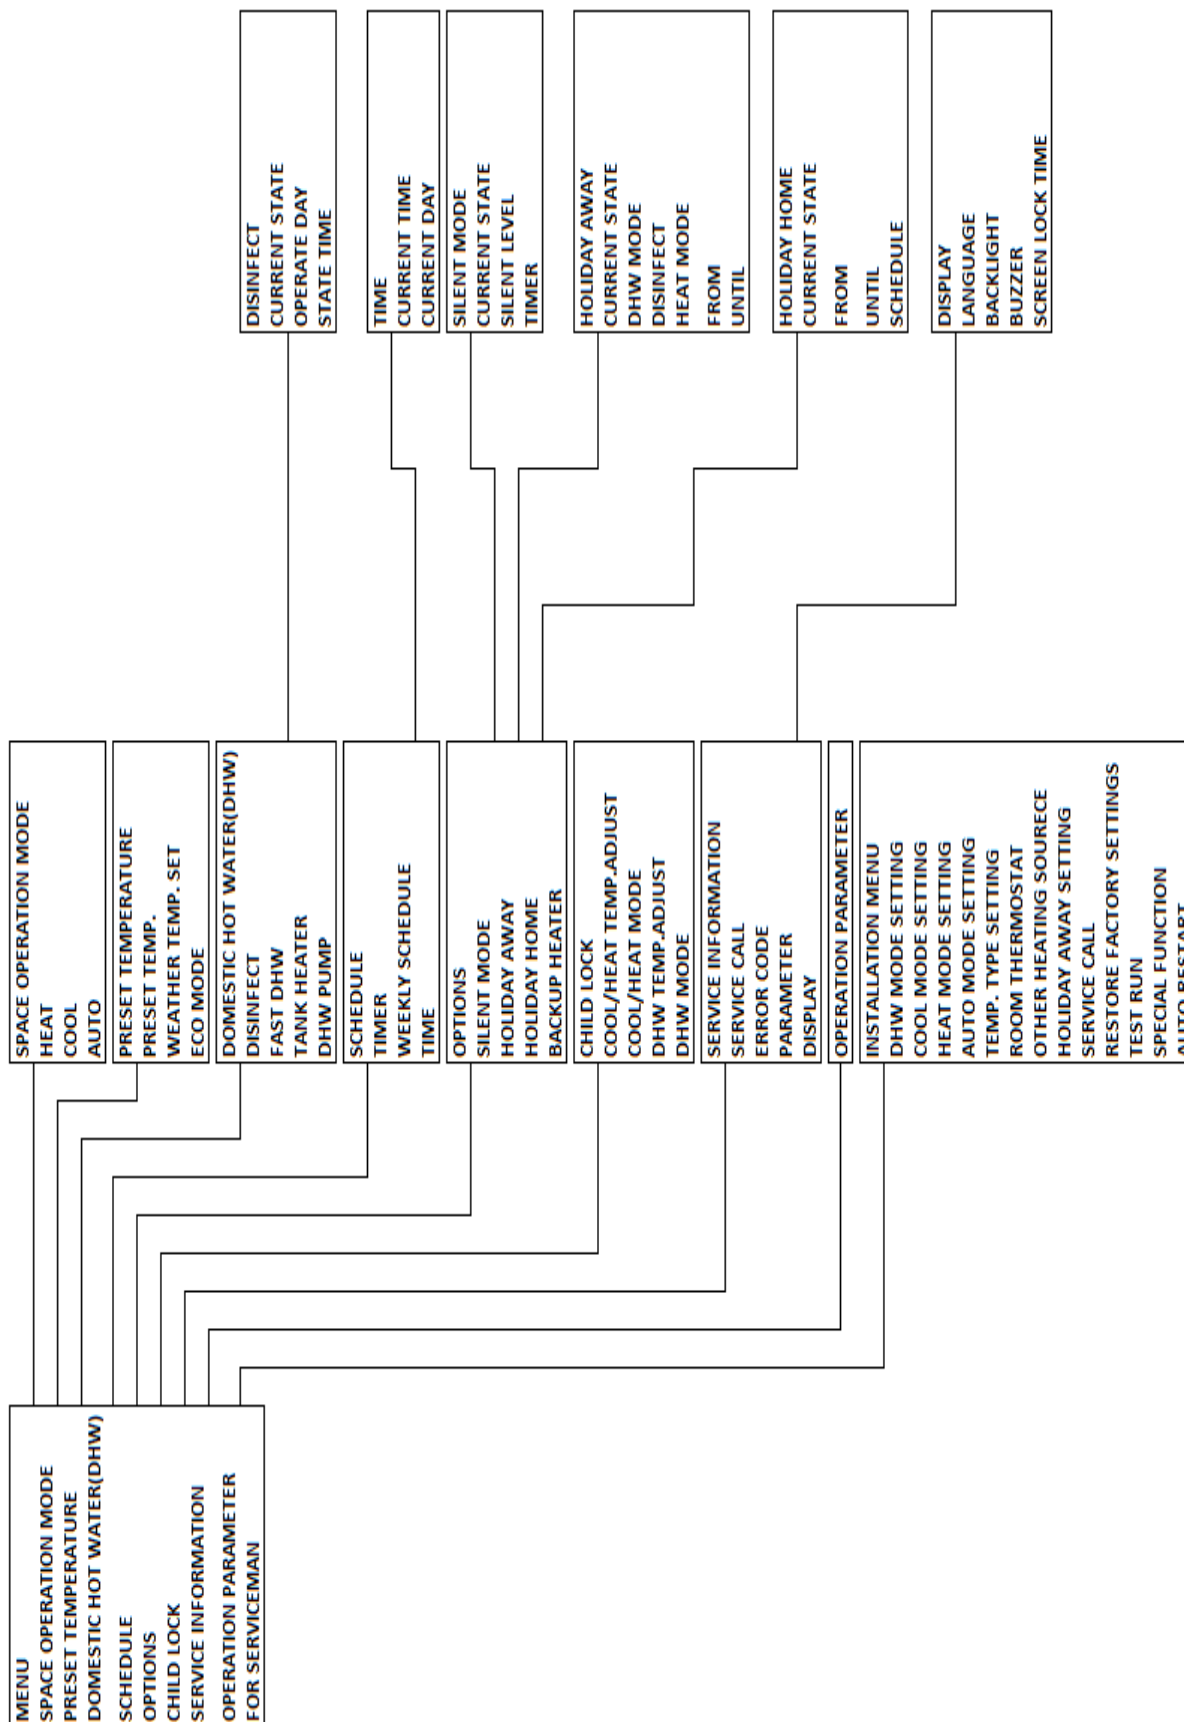 MENU
SPACE OPERATION MODE
PRESET TEMPERATURE
DOMESTIC HOT WATER(DHW)
SCHEDULE
OPTIONS
CHILD LOCK
SERVICE INFORMATION
OPERATION PARAMETER
FOR SERVICEMAN
SPACE OPERATION MODE
HEAT
COOL
AUTO
PRESET TEMPERATURE
PRESET TEMP.
WEATHER TEMP. SET
ECO MODE
DOMESTIC HOT WATER(DHW)
DISINFECT
FAST DHW
TANK HEATER
DHW PUMP
SCHEDULE
TIMER
WEEKLY SCHEDULE
TIME
OPTIONS
SILENT MODE
HOLIDAY AWAY
HOLIDAY HOME
BACKUP HEATER
CHILD LOCK
COOL/HEAT TEMP.ADJUST
COOL/HEAT MODE
DHW TEMP.ADJUST
DHW MODE
SERVICE INFORMATION
SERVICE CALL
ERROR CODE
PARAMETER
DISPLAY
OPERATION PARAMETER
INSTALLATION MENU
DHW MODE SETTING
COOL MODE SETTING
HEAT MODE SETTING
AUTO MODE SETTING
TEMP. TYPE SETTING
ROOM THERMOSTAT
OTHER HEATING SOURECE
HOLIDAY AWAY SETTING
SERVICE CALL
RESTORE FACTORY SETTINGS
TEST RUN
SPECIAL FUNCTION
AUTO RESTART
DISINFECT
CURRENT STATE
OPERATE DAY
STATE TIME
TIME
CURRENT TIME
CURRENT DAY
SILENT MODE
CURRENT STATE
SILENT LEVEL
TIMER
HOLIDAY AWAY
CURRENT STATE
DHW MODE
DISINFECT
HEAT MODE
FROM
UNTIL
HOLIDAY HOME
CURRENT STATE
FROM
UNTIL
SCHEDULE
DISPLAY
LANGUAGE
BACKLIGHT
BUZZER
SCREEN LOCK TIME